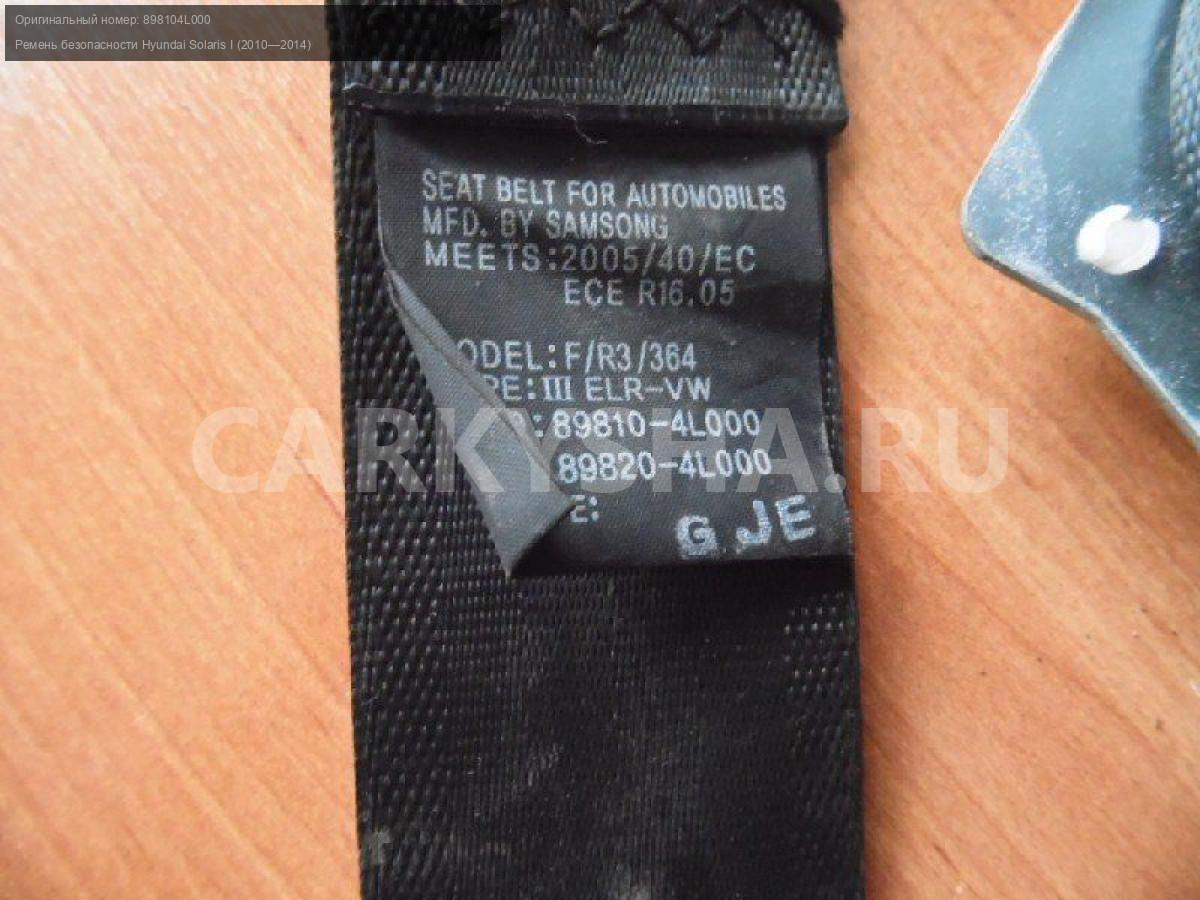 Оригинальный номер: 898104L000
Ремень безопасности Hyundai Solaris I (2010—2014)
SEAT BELT FOR AUTOMOBILES
MFD. BY SAMSONG
MEETS:2005/40/EC
ECE R16.05
ODEL: F/R3/364
PE: III ELR-VW
: 89810-4L000
89820-4L000
E:
G JE
CARKYSHA.RU